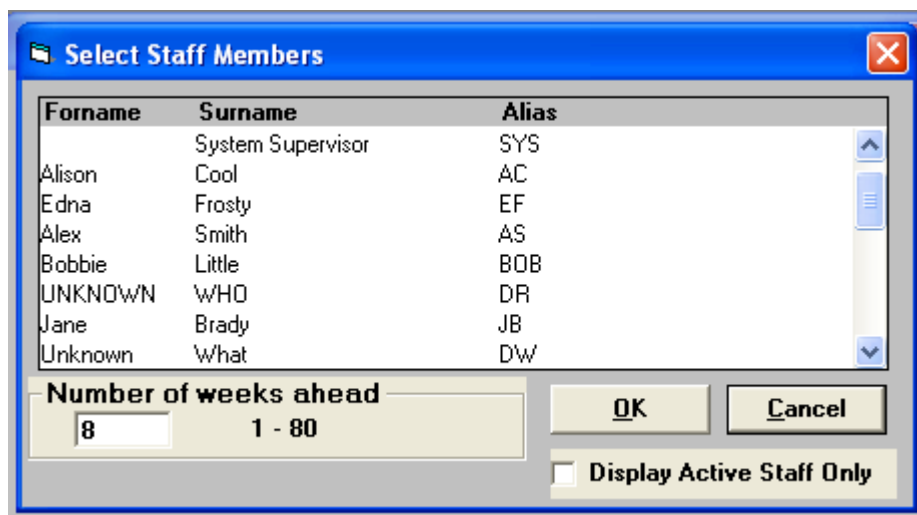 Select Staff Members
Forname Surname Alias
System Supervisor SYS
Alison Cool AC
Edna Frosty EF
Alex Smith AS
Bobbie Little BOB
UNKNOWN WHO DR
Jane Brady JB
Unknown What DW
Number of weeks ahead
8 1 - 80
OK Cancel
Display Active Staff Only